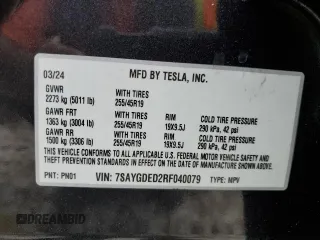 03/24 MFD BY TESLA, INC.
GVWR
2273 kg (5011 lb) WITH TIRES 255/45R19
GAWR FRT WITH TIRES RIM COLD TIRE PRESSURE
1363 kg (3004 lb) 255/45R19 19X9.5J 290 kPa, 42 psi
GAWR RR WITH TIRES RIM COLD TIRE PRESSURE
1500 kg (3306 lb) 255/45R19 19X9.5J 290 kPa, 42 psi
THIS VEHICLE CONFORMS TO ALL APPLICABLE FEDERAL MOTOR VEHICLE
SAFETY AND THEFT PREVENTION STANDARDS IN EFFECT ON THE DATE OF
MANUFACTURE SHOWN ABOVE.
PNT: PN01 VIN: 7SAYGDED2RF040079 TYPE: MPV
DREAMBID